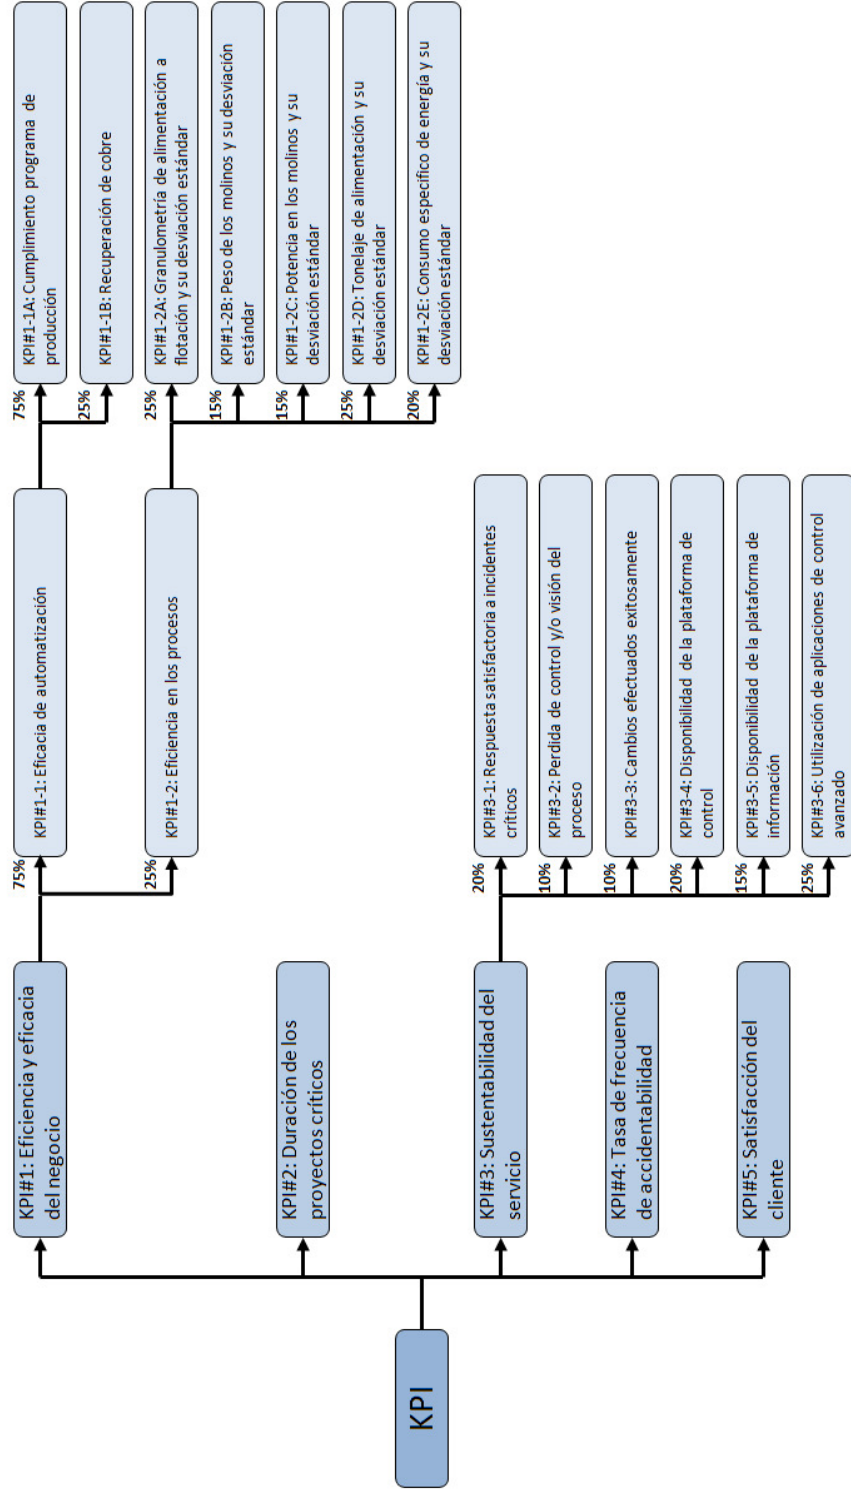 KPI
KPI#1: Eficiencia y eficacia
del negocio
KPI#2: Duración de los
proyectos críticos
KPI#3: Sustentabilidad del
servicio
KPI#4: Tasa de frecuencia
de accidentabilidad
KPI#5: Satisfacción del
cliente
75%
KPI#1-1: Eficacia de automatización
25%
KPI#1-2: Eficiencia en los procesos
75%
KPI#1-1A: Cumplimiento programa de
producción
25%
KPI#1-1B: Recuperación de cobre
25%
KPI#1-2A: Granulometría de alimentación a
flotación y su desviación estándar
15%
KPI#1-2B: Peso de los molinos y su desviación
estándar
15%
KPI#1-2C: Potencia en los molinos y su
desviación estándar
25%
KPI#1-2D: Tonelaje de alimentación y su
desviación estándar
20%
KPI#1-2E: Consumo especifico de energía y su
desviación estándar
20%
KPI#3-1: Respuesta satisfactoria a incidentes
críticos
10%
KPI#3-2: Perdida de control y/o visión del
proceso
10%
KPI#3-3: Cambios efectuados exitosamente
20%
KPI#3-4: Disponibilidad de la plataforma de
control
15%
KPI#3-5: Disponibilidad de la plataforma de
información
25%
KPI#3-6: Utilización de aplicaciones de control
avanzado